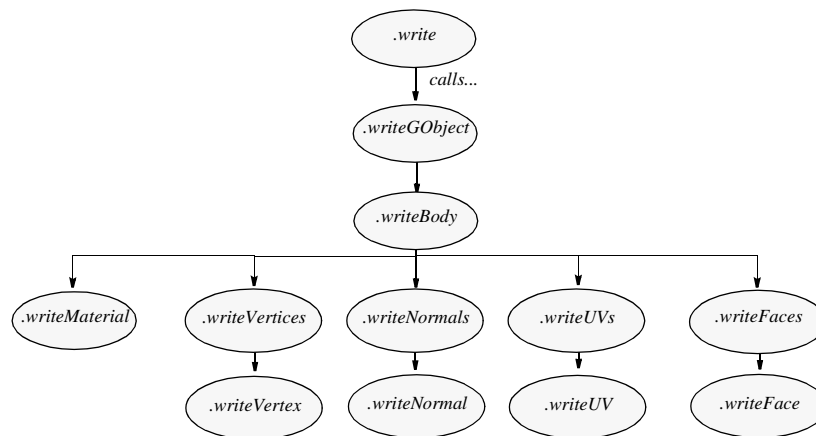 .write
calls...
.writeGObject
.writeBody
.writeMaterial
.writeVertices
.writeNormals
.writeUVs
.writeFaces
.writeVertex
.writeNormal
.writeUV
.writeFace